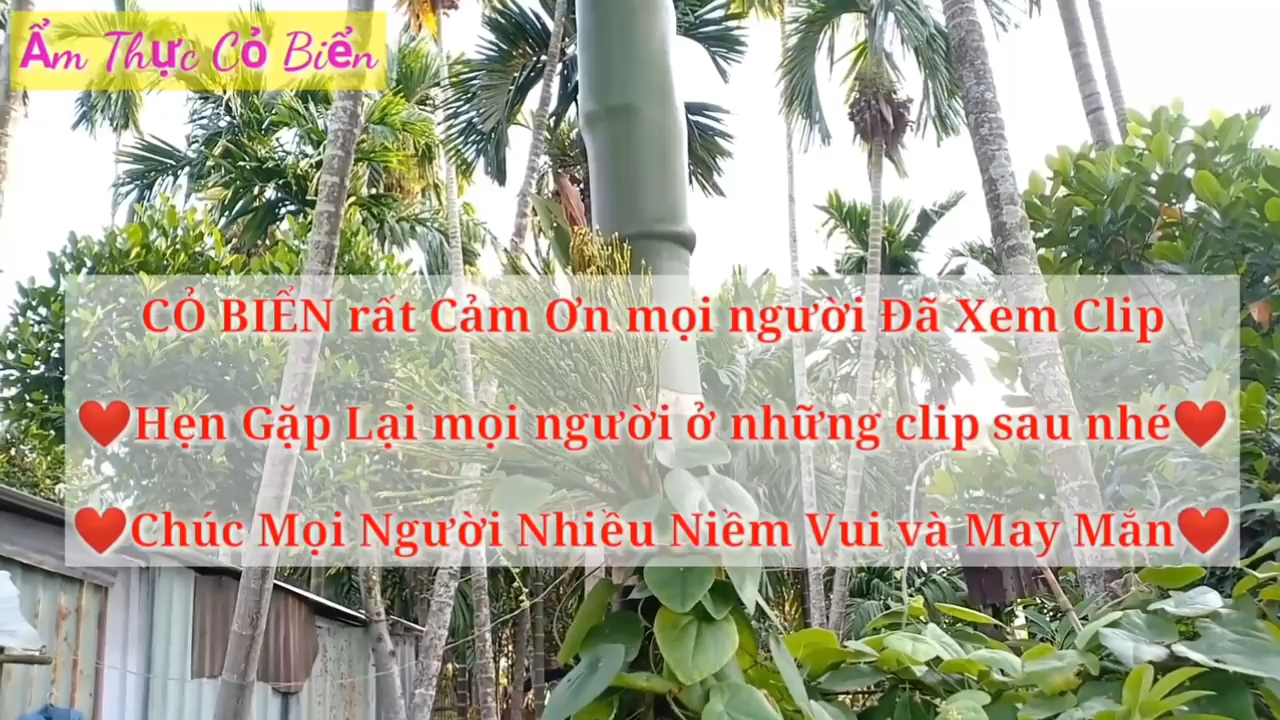 Ẩm Thực Cỏ Biển
CỎ BIỂN rất Cảm Ơn mọi người Đã Xem Clip
❤️Hẹn Gặp Lại mọi người ở những clip sau nhé❤️
❤️Chúc Mọi Người Nhiều Niềm Vui và May Mắn❤️